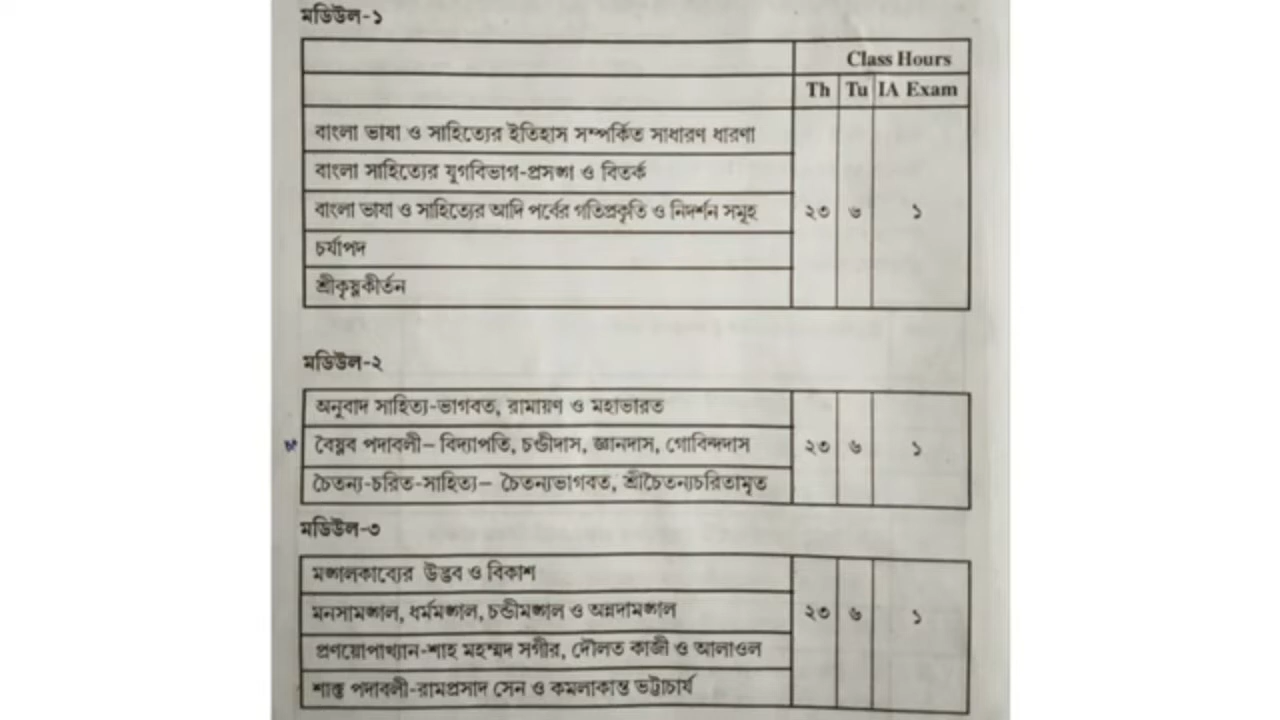 মডিউল-১
Class Hours
Th Tu IA Exam
বাংলা ভাষা ও সাহিত্যের ইতিহাস সম্পর্কিত সাধারণ ধারণা
বাংলা সাহিত্যের যুগবিভাগ-প্রসঙ্গ ও বিতর্ক
বাংলা ভাষা ও সাহিত্যের আদি পর্বের গতিপ্রকৃতি ও নিদর্শন সমূহ ২৩ ৬ ১
চর্যাপদ
শ্রীকৃষ্ণকীর্তন
মডিউল-২
অনুবাদ সাহিত্য-ভাগবত, রামায়ণ ও মহাভারত
বৈষ্ণব পদাবলী– বিদ্যাপতি, চণ্ডীদাস, জ্ঞানদাস, গোবিন্দদাস ২৩ ৬ ১
চৈতন্য-চরিত-সাহিত্য– চৈতন্যভাগবত, শ্রীচৈতন্যচরিতামৃত
মডিউল-৩
মঙ্গলকাব্যের উদ্ভব ও বিকাশ
মনসামঙ্গল, ধর্মমঙ্গল, চণ্ডীমঙ্গল ও অন্নদামঙ্গল ২৩ ৬ ১
প্রণয়োপাখ্যান-শাহ মহম্মদ সগীর, দৌলত কাজী ও আলাওল
শাক্ত পদাবলী-রামপ্রসাদ সেন ও কমলাকান্ত ভট্টাচার্য